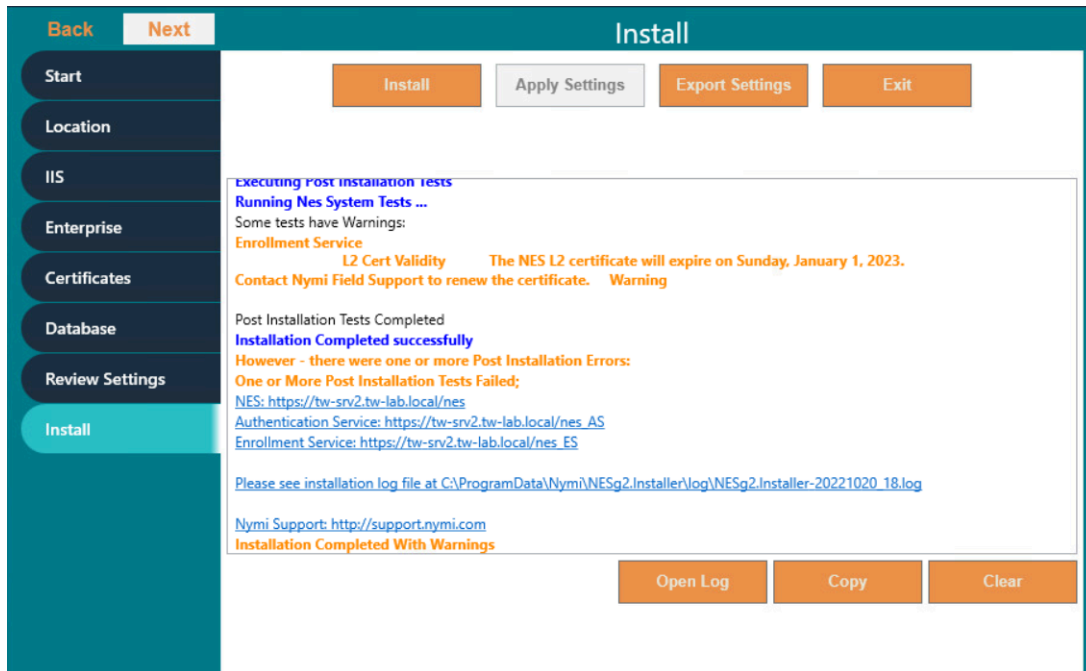 Back Next Install
Start
Location
IIS
Enterprise
Certificates
Database
Review Settings
Install
Install Apply Settings Export Settings Exit
Executing Post Installation Tests
Running Nes System Tests ...
Some tests have Warnings:
Enrollment Service
L2 Cert Validity The NES L2 certificate will expire on Sunday, January 1, 2023.
Contact Nymi Field Support to renew the certificate. Warning
Post Installation Tests Completed
Installation Completed successfully
However - there were one or more Post Installation Errors:
One or More Post Installation Tests Failed;
NES: https://tw-srv2.tw-lab.local/nes
Authentication Service: https://tw-srv2.tw-lab.local/nes_AS
Enrollment Service: https://tw-srv2.tw-lab.local/nes_ES
Please see installation log file at C:\ProgramData\Nymi\NESg2.Installer\log\NESg2.Installer-20221020_18.log
Nymi Support: http://support.nymi.com
Installation Completed With Warnings
Open Log Copy Clear